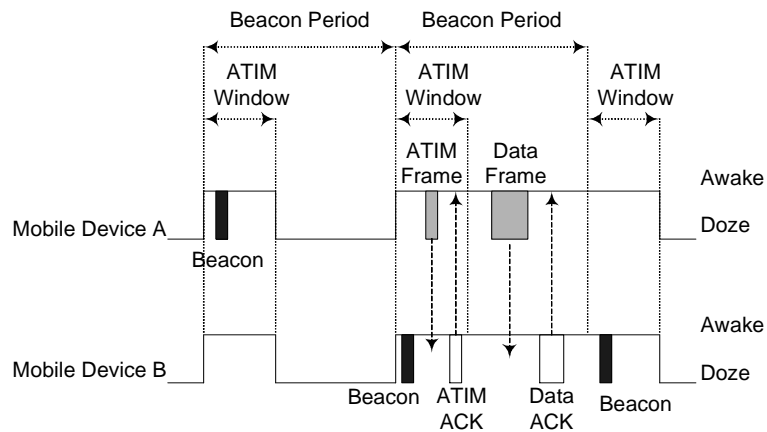 Beacon Period
Beacon Period
ATIM
Window
ATIM
Window
ATIM
Window
ATIM
Frame
Data
Frame
Awake
Mobile Device A
Doze
Beacon
Awake
Mobile Device B
Doze
Beacon
ATIM
ACK
Data
ACK
Beacon